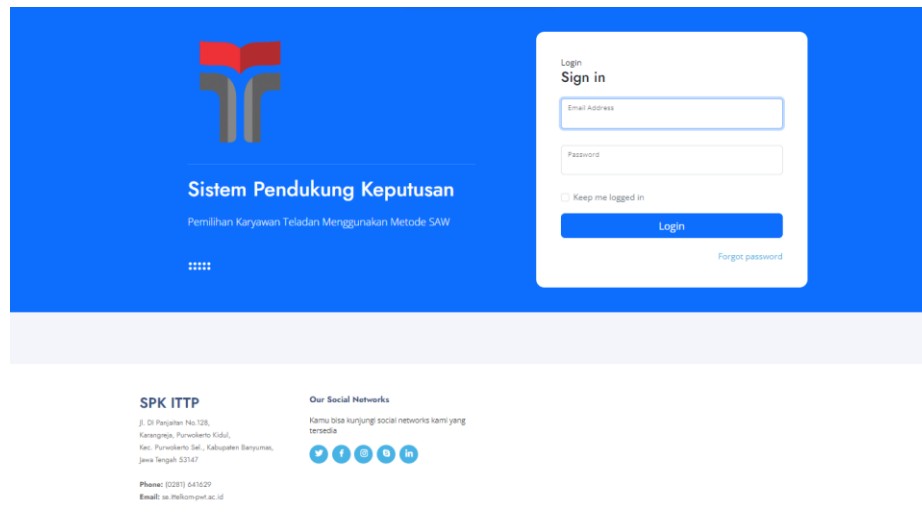 Login
Sign in
Email Address
Password
Keep me logged in
Login
Forgot password
Sistem Pendukung Keputusan
Pemilihan Karyawan Teladan Menggunakan Metode SAW
SPK ITTP
Jl. DI Panjaitan No.128,
Karangreja, Purwokerto Kidul,
Kec. Purwokerto Sel., Kabupaten Banyumas,
Jawa Tengah 53147
Phone: (0281) 641629
Email: se.ittelkom-pwt.ac.id
Our Social Networks
Kamu bisa kunjungi social networks kami yang
tersedia